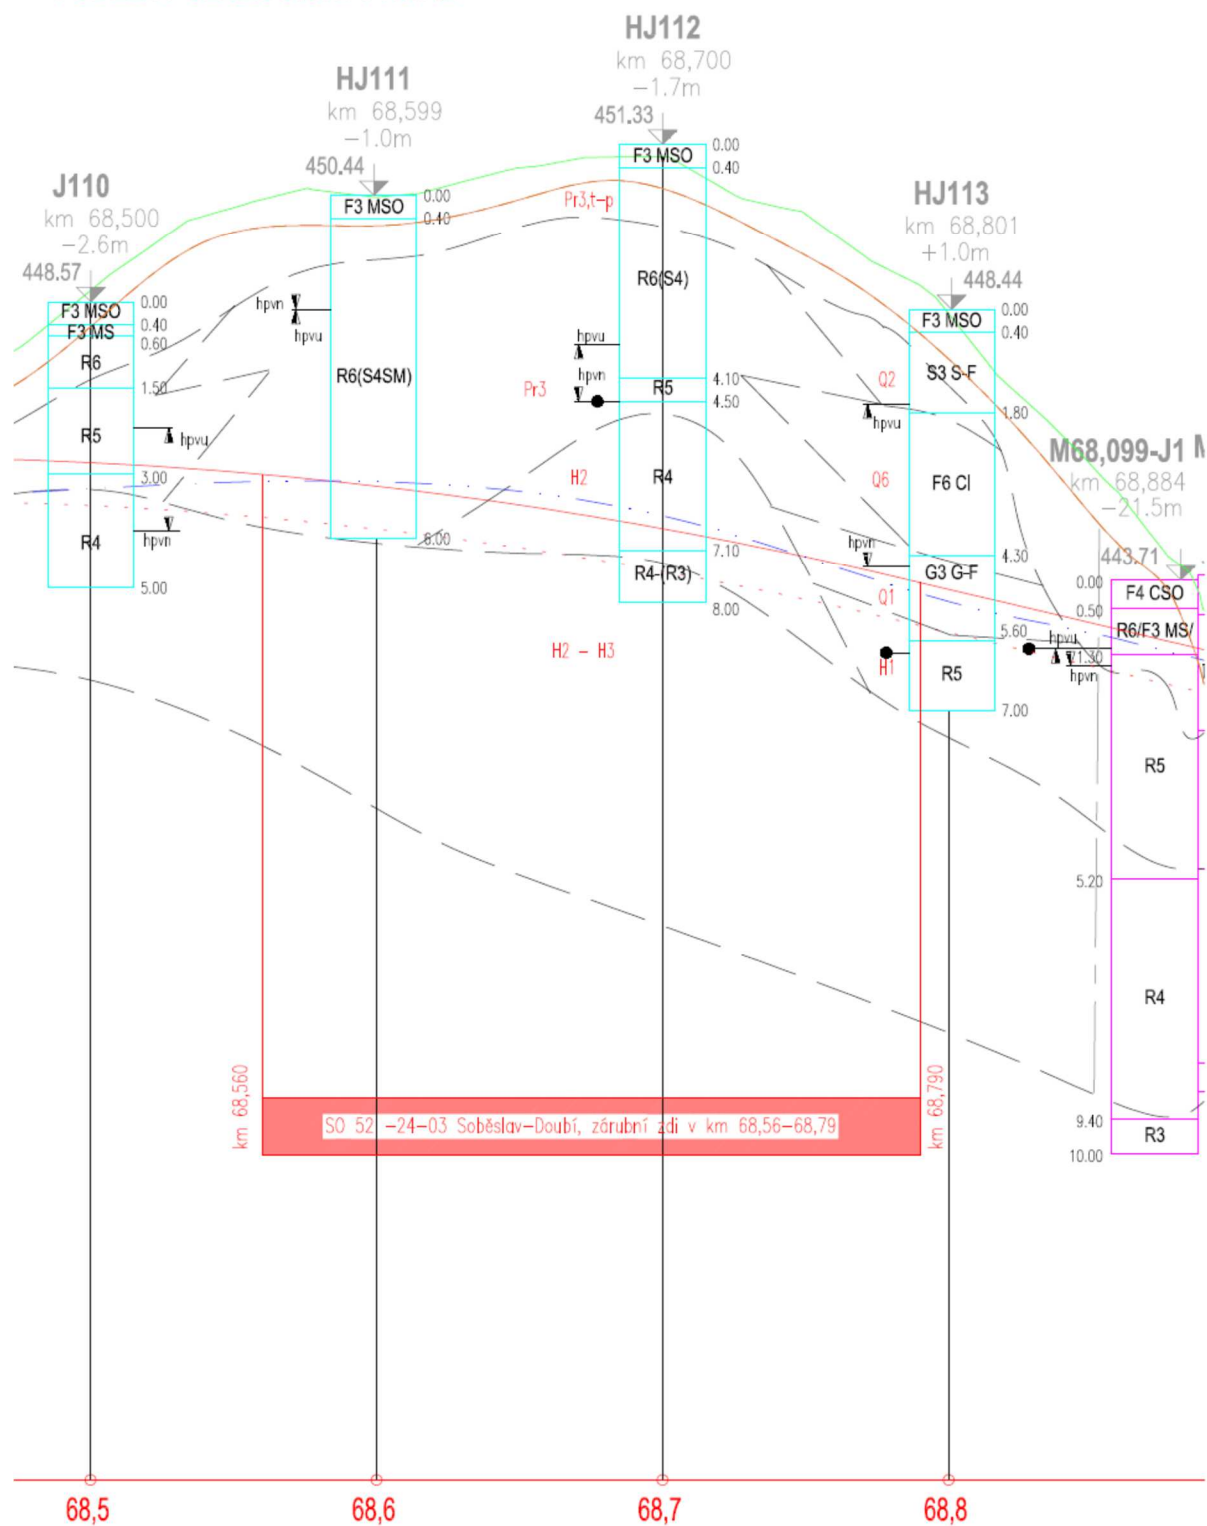 HJ112
km 68,700
-1.7m
451.33
HJ111
km 68,599
-1.0m
450.44
J110
km 68,500
-2.6m
448.57
HJ113
km 68,801
+1.0m
448.44
M68,099-J1
km 68,884
-21.5m
443.71
F3 MSO
F3 MS
R6
R5
R4
0.00
0.40
0.60
1.50
3.00
5.00
hpvu
hpvn
F3 MSO
R6(S4SM)
0.00
0.40
6.00
hpvn
hpvu
F3 MSO
R6(S4)
R5
R4
R4-(R3)
0.00
0.40
4.10
4.50
7.10
8.00
hpvu
hpvn
Pr3,t-p
Pr3
H2
H2 - H3
F3 MSO
S3 S-F
F6 CI
G3 G-F
R5
0.00
0.40
1.80
4.30
5.60
7.00
Q2
hpvu
Q6
hpvn
Q1
H1
F4 CSO
R6/F3 MS/
R5
R4
R3
0.00
0.50
1.30
5.20
9.40
10.00
hpvu
hpvn
km 68,560
SO 52 -24-03 Soběslav-Doubí, zárubní zdi v km 68,56-68,79
km 68,790
68,5
68,6
68,7
68,8